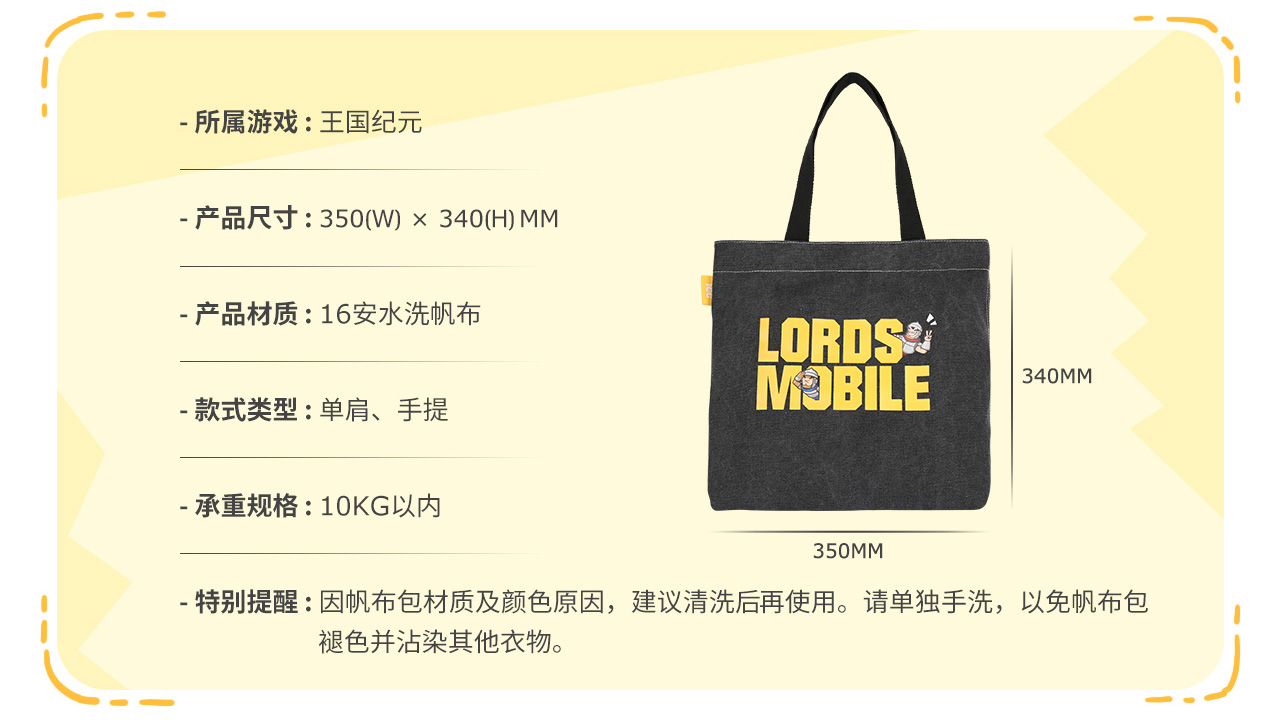 - 所属游戏 : 王国纪元
- 产品尺寸 : 350(W) × 340(H) MM
- 产品材质 : 16安水洗帆布
- 款式类型 : 单肩、手提
- 承重规格 : 10KG以内
- 特别提醒 : 因帆布包材质及颜色原因，建议清洗后再使用。请单独手洗，以免帆布包
褪色并沾染其他衣物。
LORDS
MOBILE
340MM
350MM